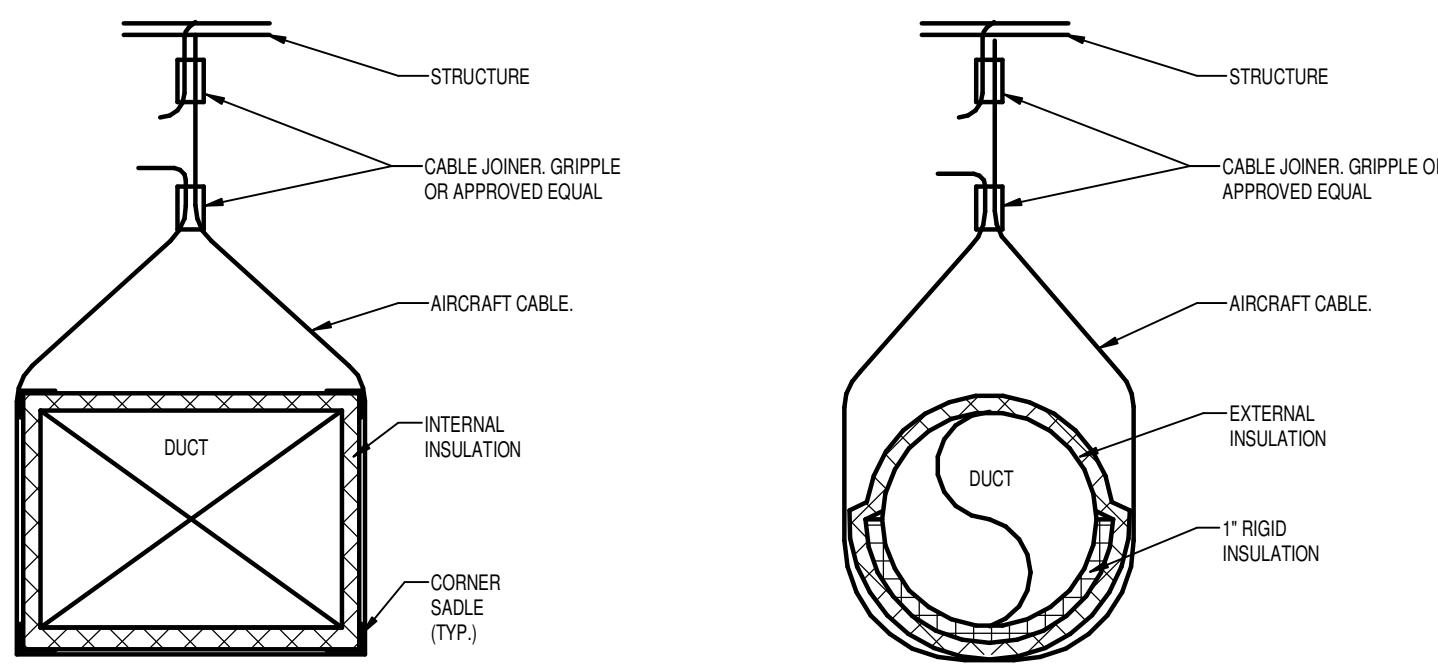 STRUCTURE
CABLE JOINER. GRIPPLE
OR APPROVED EQUAL
AIRCRAFT CABLE.
DUCT
INTERNAL
INSULATION
CORNER
SADLE
(TYP.)
STRUCTURE
CABLE JOINER. GRIPPLE
APPROVED EQUAL
AIRCRAFT CABLE.
EXTERNAL
INSULATION
DUCT
1" RIGID
INSULATION